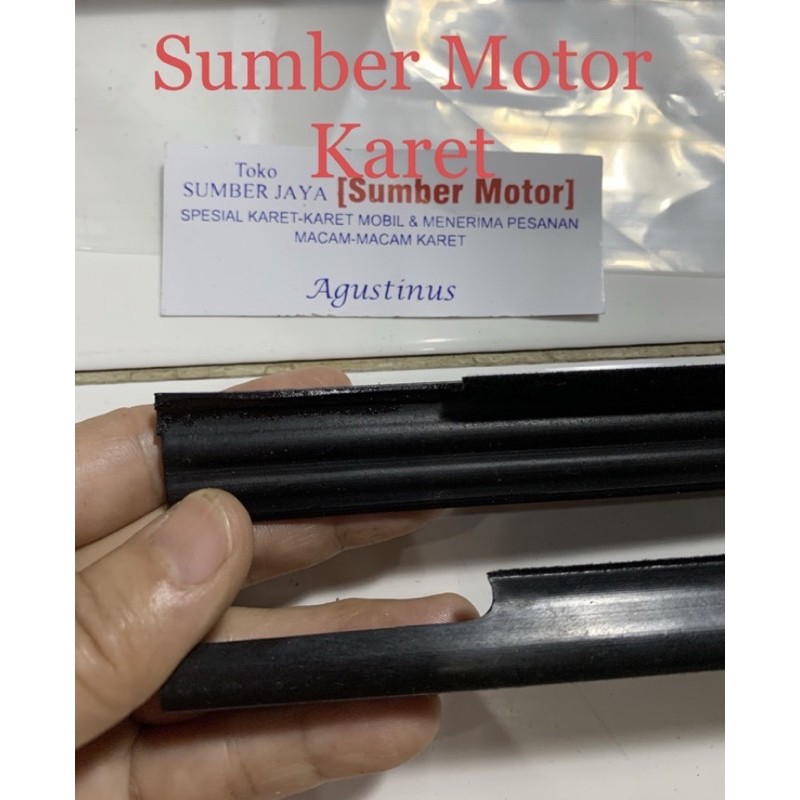 Sumber Motor
Karet
Toko
SUMBER JAYA [Sumber Motor]
SPESIAL KARET-KARET MOBIL & MENERIMA PESANAN
MACAM-MACAM KARET
Agustinus